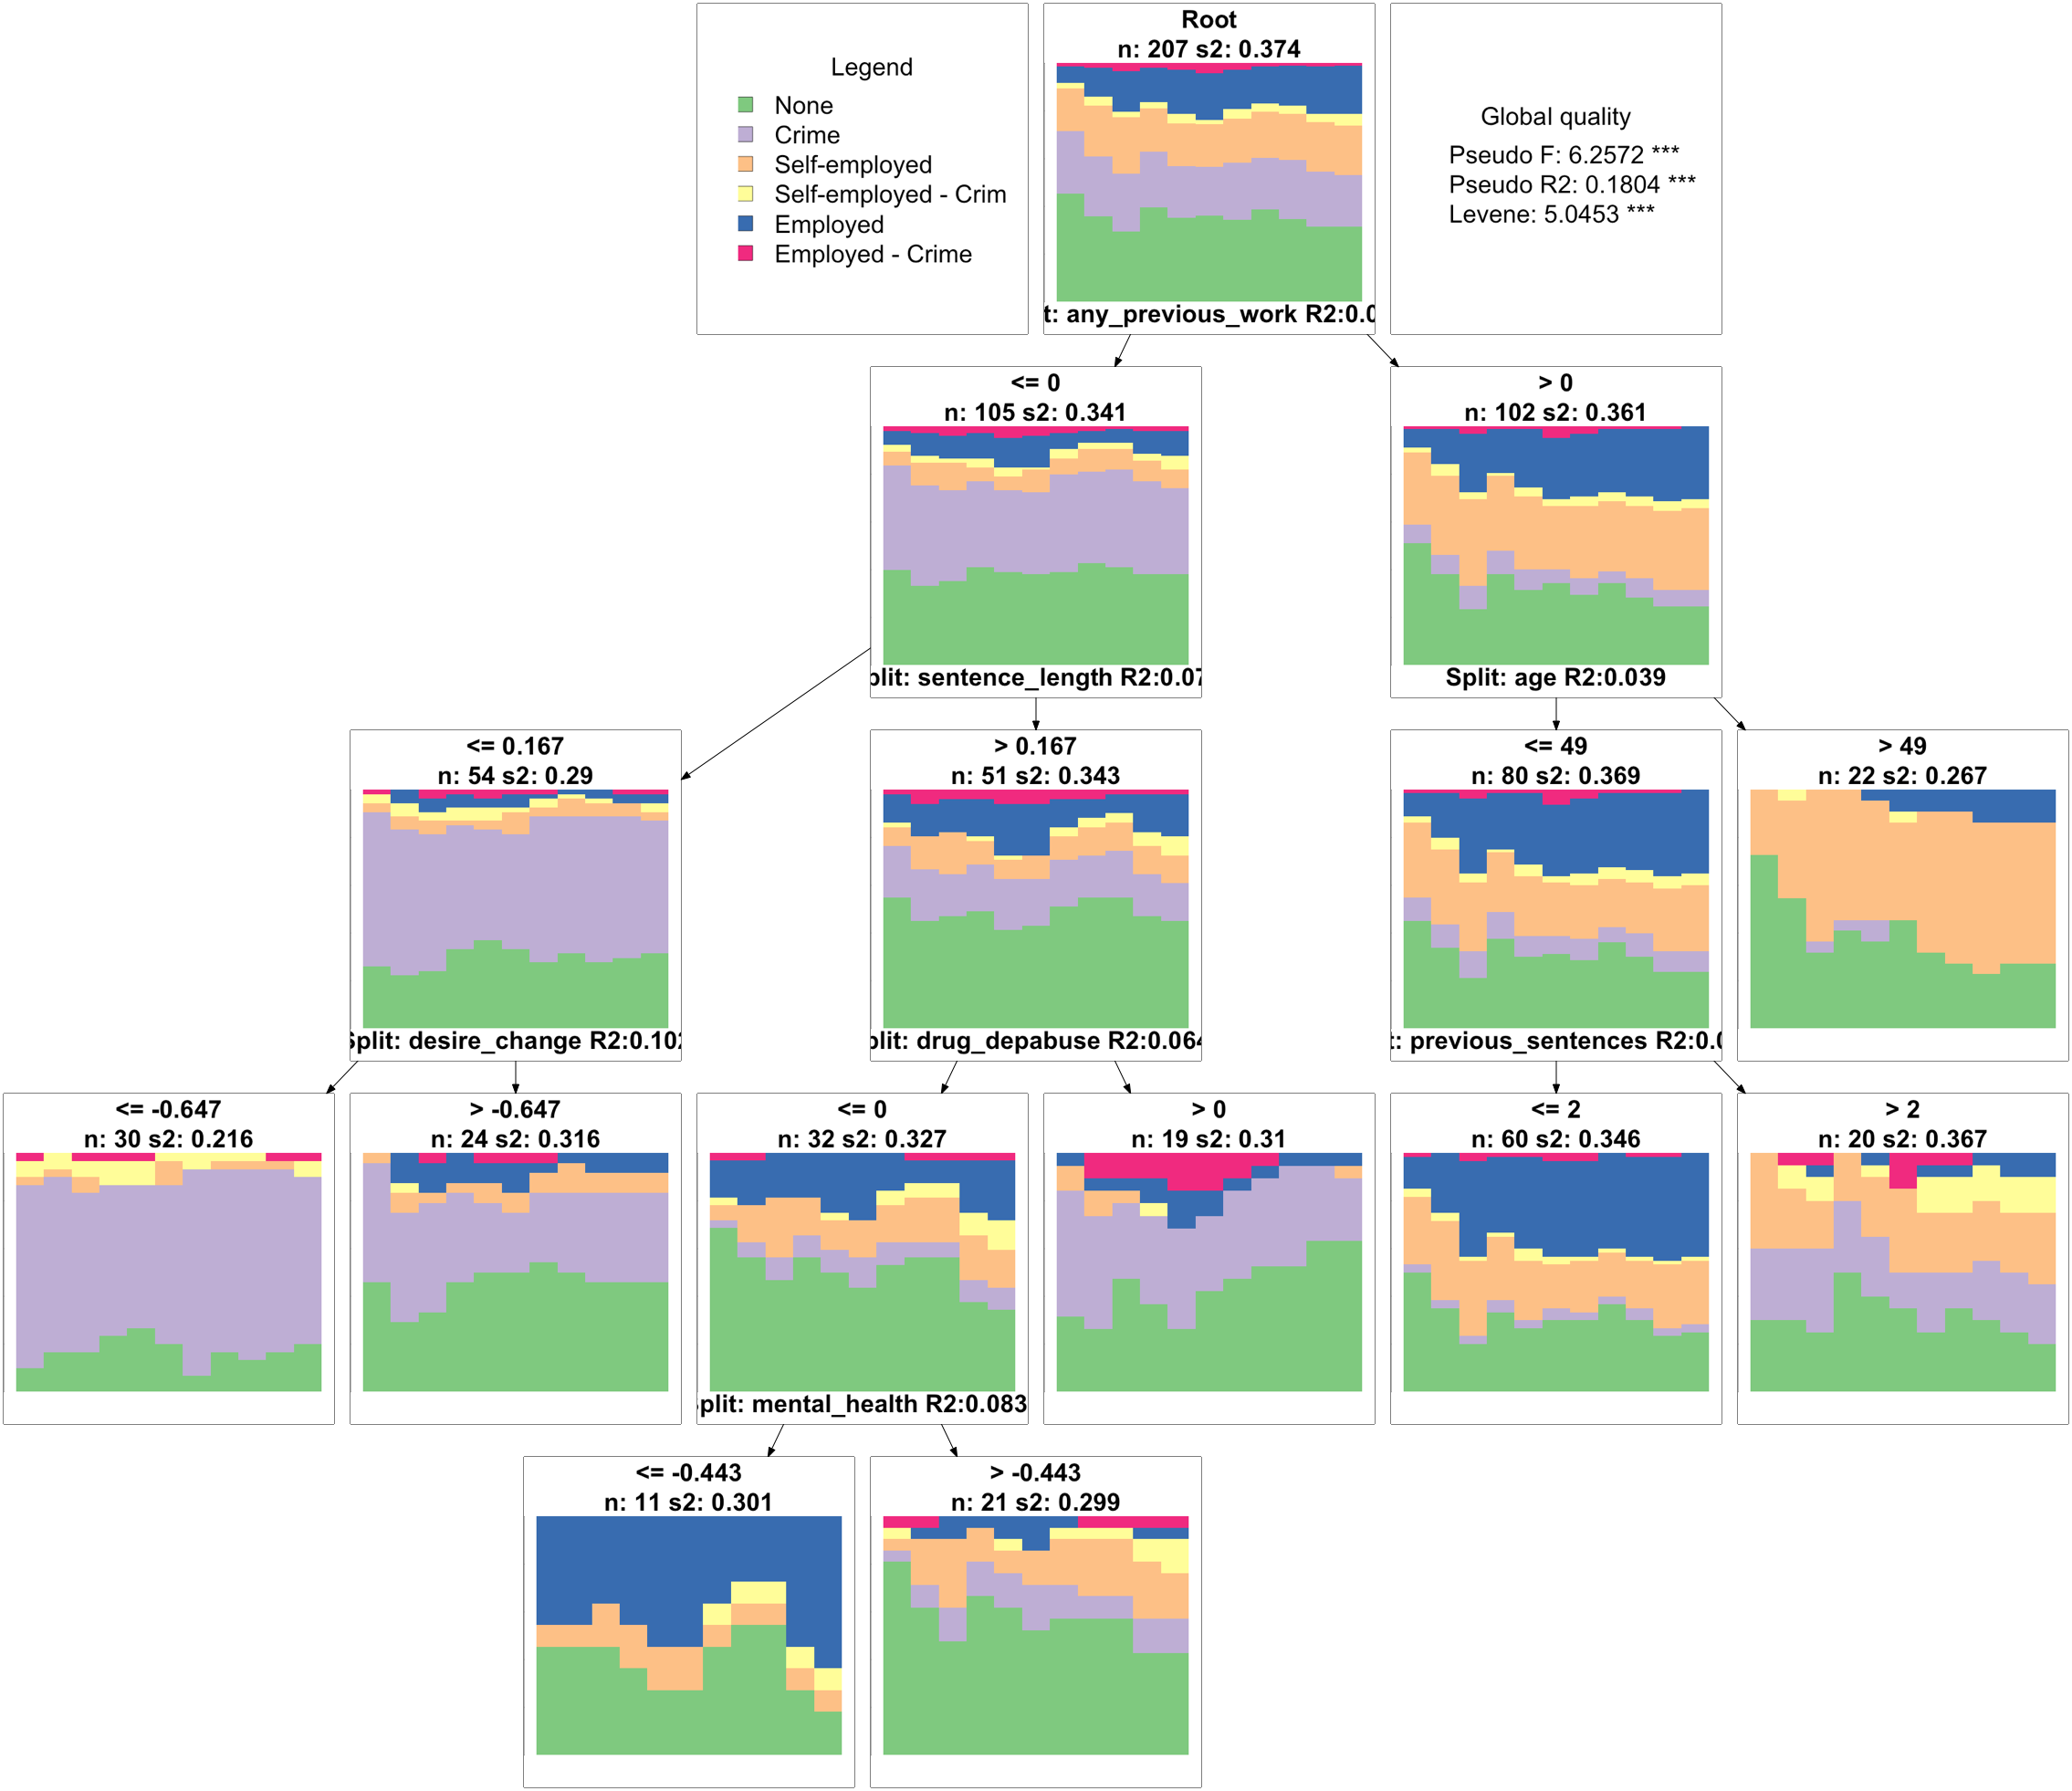 Legend
None
Crime
Self-employed
Self-employed - Crim
Employed
Employed - Crime
Root
n: 207 s2: 0.374
t: any_previous_work R2:0.0
Global quality
Pseudo F: 6.2572 ***
Pseudo R2: 0.1804 ***
Levene: 5.0453 ***
<= 0
n: 105 s2: 0.341
plit: sentence_length R2:0.07
> 0
n: 102 s2: 0.361
Split: age R2:0.039
<= 0.167
n: 54 s2: 0.29
Split: desire_change R2:0.102
> 0.167
n: 51 s2: 0.343
plit: drug_depabuse R2:0.064
<= 49
n: 80 s2: 0.369
t: previous_sentences R2:0.0
> 49
n: 22 s2: 0.267
<= -0.647
n: 30 s2: 0.216
> -0.647
n: 24 s2: 0.316
<= 0
n: 32 s2: 0.327
plit: mental_health R2:0.083
> 0
n: 19 s2: 0.31
<= 2
n: 60 s2: 0.346
> 2
n: 20 s2: 0.367
<= -0.443
n: 11 s2: 0.301
> -0.443
n: 21 s2: 0.299